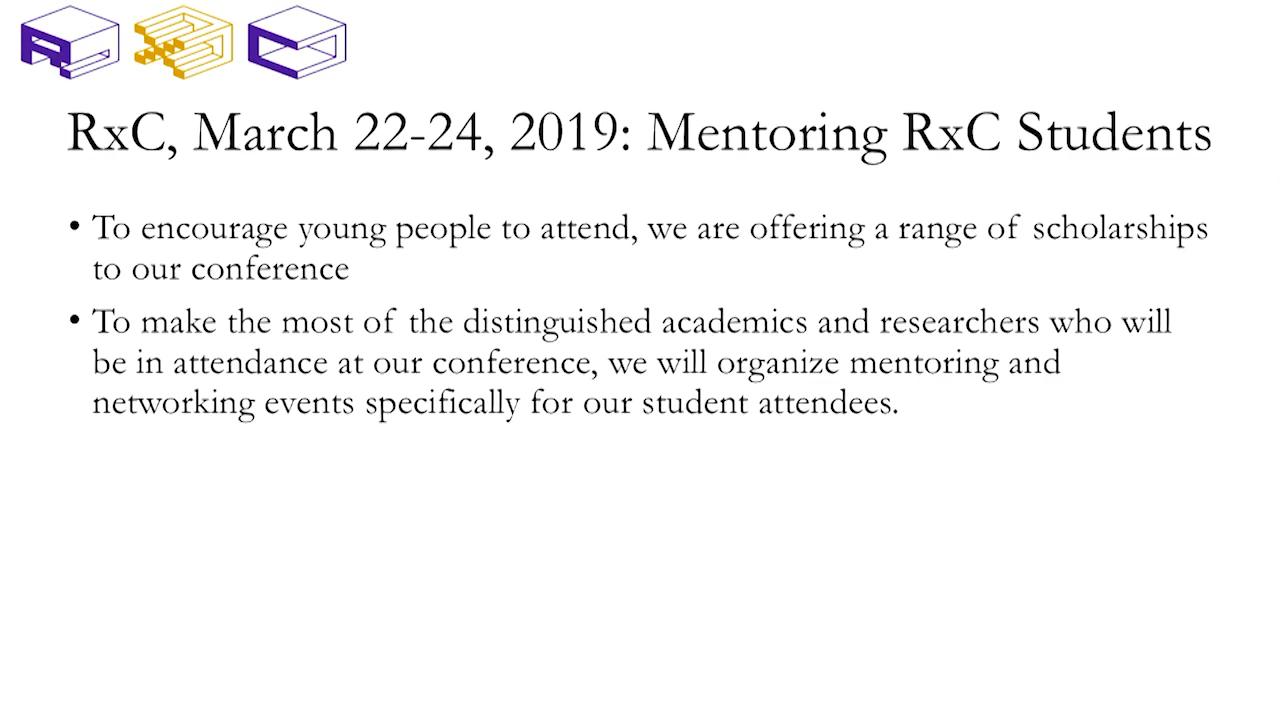 RxC
RxC, March 22-24, 2019: Mentoring RxC Students
• To encourage young people to attend, we are offering a range of scholarships
to our conference
• To make the most of the distinguished academics and researchers who will
be in attendance at our conference, we will organize mentoring and
networking events specifically for our student attendees.